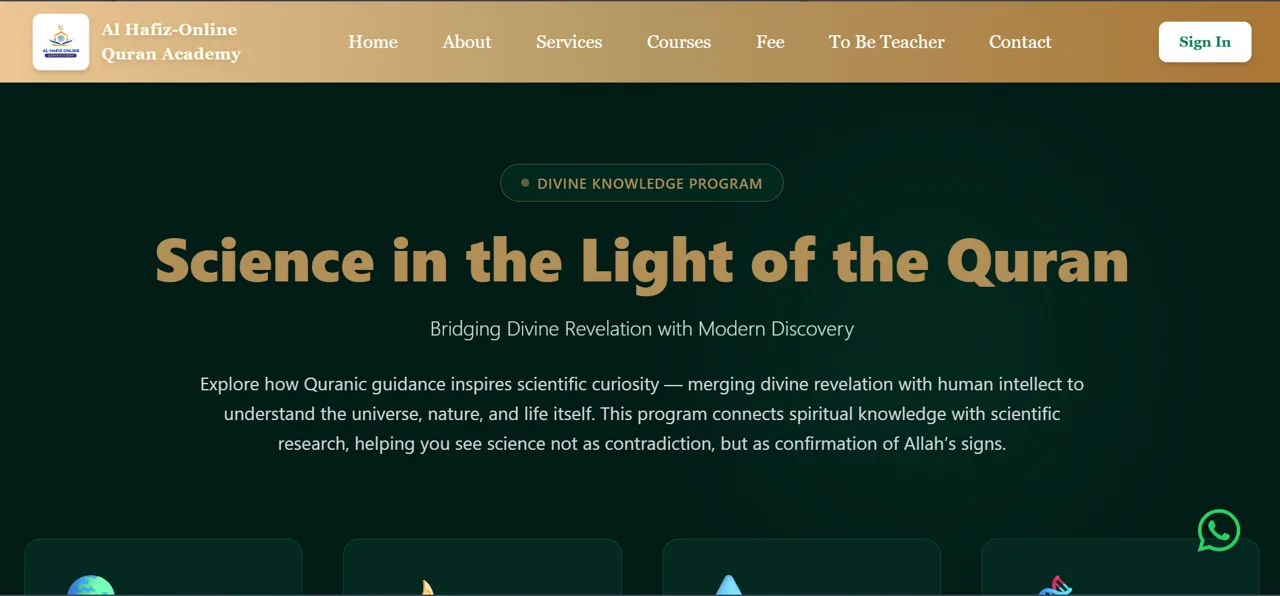 AL-HAFIZ ONLINE
Al Hafiz-Online
Quran Academy
Home
About
Services
Courses
Fee
To Be Teacher
Contact
Sign In
DIVINE KNOWLEDGE PROGRAM
Science in the Light of the Quran
Bridging Divine Revelation with Modern Discovery
Explore how Quranic guidance inspires scientific curiosity — merging divine revelation with human intellect to
understand the universe, nature, and life itself. This program connects spiritual knowledge with scientific
research, helping you see science not as contradiction, but as confirmation of Allah’s signs.